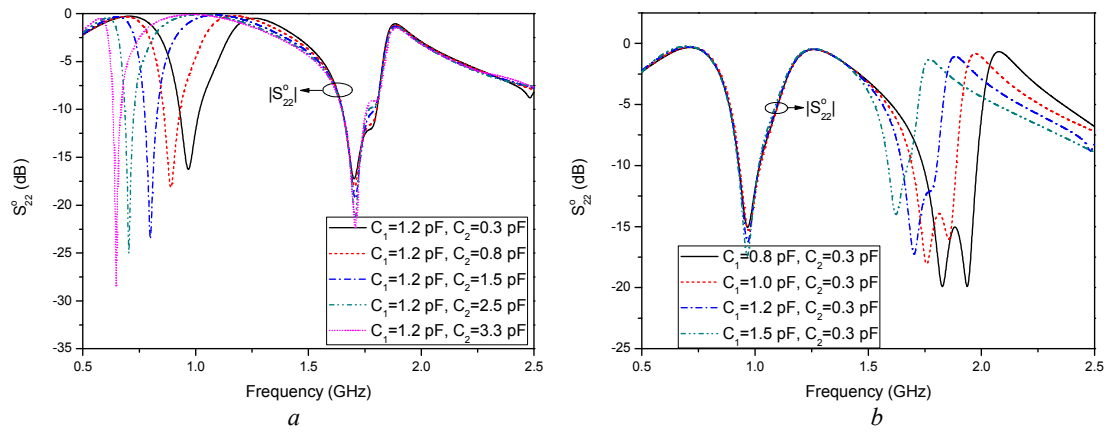 0
-5
-10
-15
-20
-25
-30
-35
S°22 (dB)
|S°22|
C1=1.2 pF, C2=0.3 pF
C1=1.2 pF, C2=0.8 pF
C1=1.2 pF, C2=1.5 pF
C1=1.2 pF, C2=2.5 pF
C1=1.2 pF, C2=3.3 pF
0.5 1.0 1.5 2.0 2.5
Frequency (GHz)
a
5
0
-5
-10
-15
-20
-25
S°22 (dB)
|S°22|
C1=0.8 pF, C2=0.3 pF
C1=1.0 pF, C2=0.3 pF
C1=1.2 pF, C2=0.3 pF
C1=1.5 pF, C2=0.3 pF
0.5 1.0 1.5 2.0 2.5
Frequency (GHz)
b